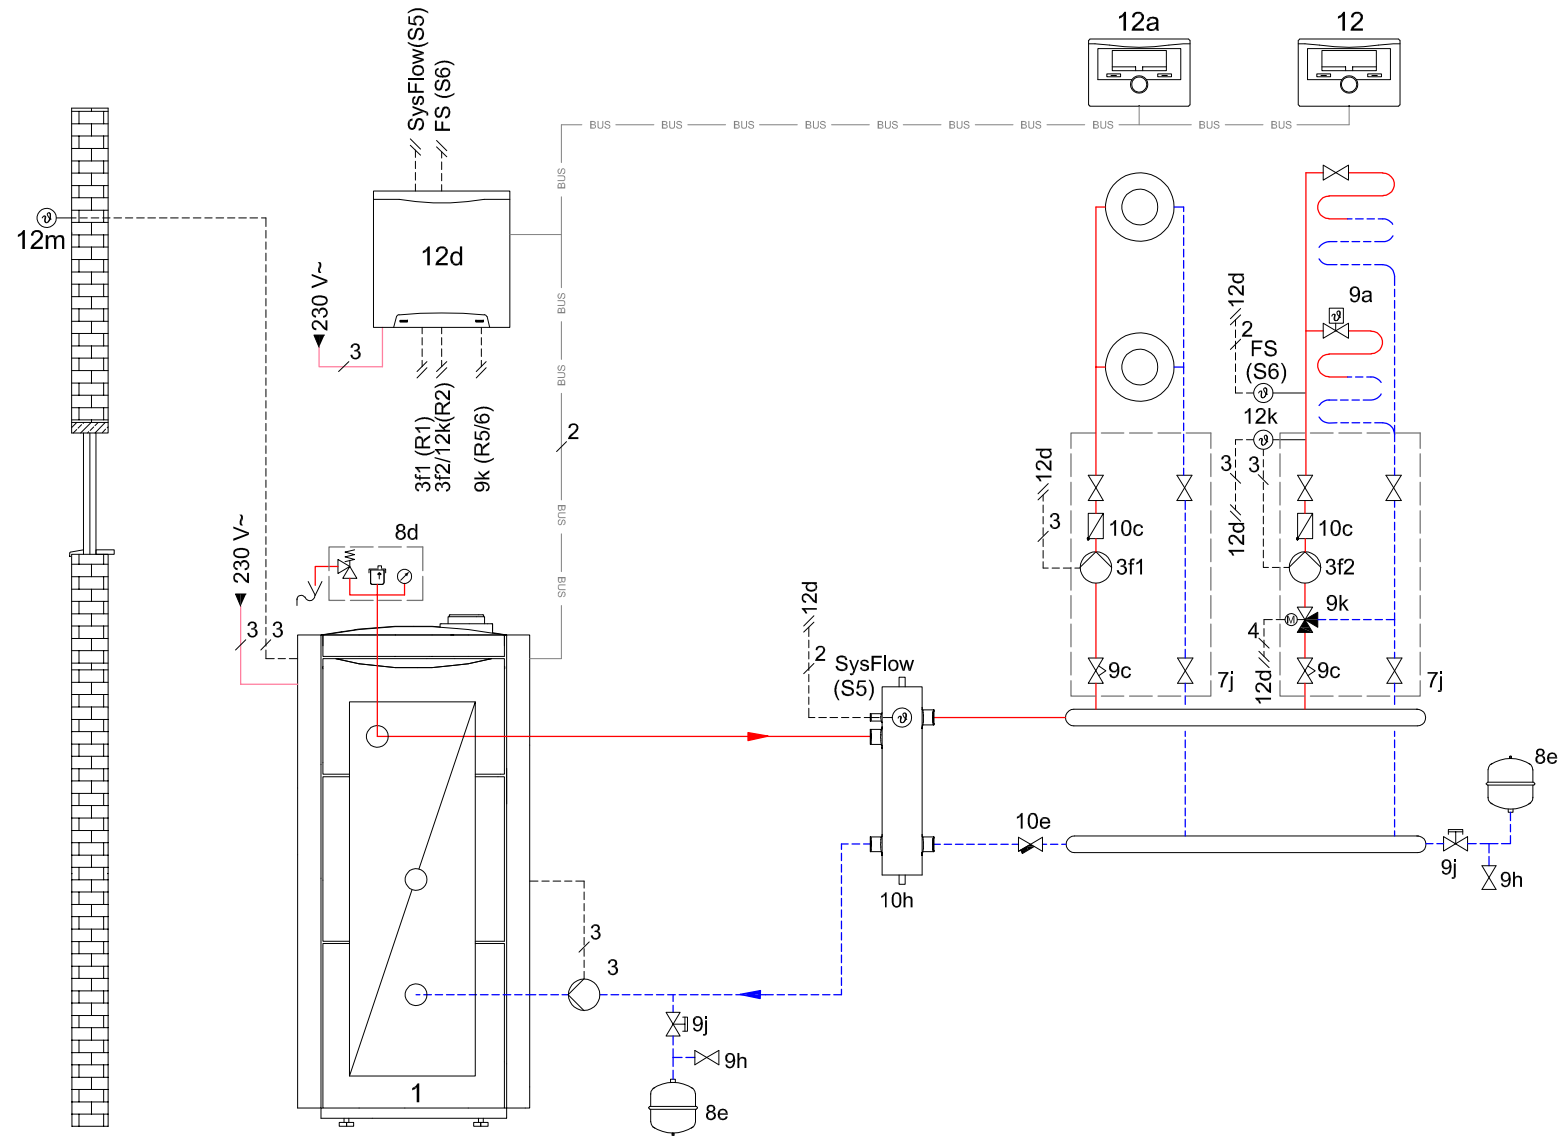 12a
12
SysFlow(S5)
FS (S6)
BUS BUS BUS BUS BUS BUS BUS BUS BUS BUS
BUS
12m
12d
230 V~
3
BUS
BUS
2
3f1 (R1)
3f2/12k(R2)
9k (R5/6)
BUS
BUS
12d
2
9a
FS
(S6)
12k
12d
3
3
3
12d
10c
10c
3f1
3f2
9k
M
4
12d
9c
9c
7j
7j
230 V~
3
3
8d
12d
2
SysFlow
(S5)
10h
10e
8e
9j
9h
3
3
9j
9h
8e
1